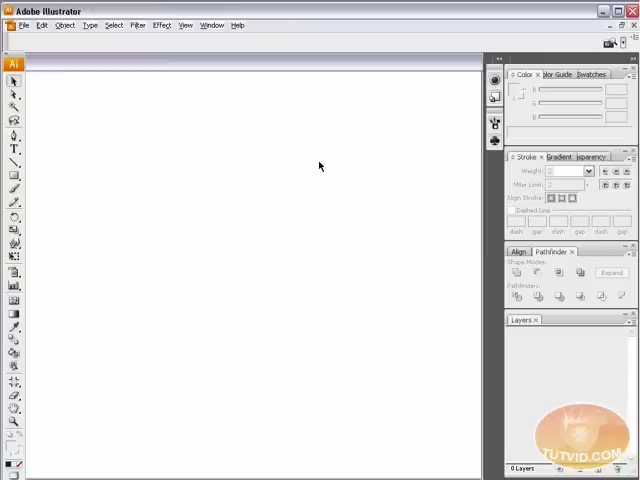 Adobe Illustrator
File Edit Object Type Select Filter Effect View Window Help
Ai
Color
olor Guide
Swatches
R
G
B
Stroke
Gradient
nsparency
Weight:
Miter Limit:
Align Stroke:
Dashed Line
dash gap dash gap dash gap
Align
Pathfinder
Shape Modes:
Expand
Pathfinders:
Layers
0 Layers
TUTVID.COM